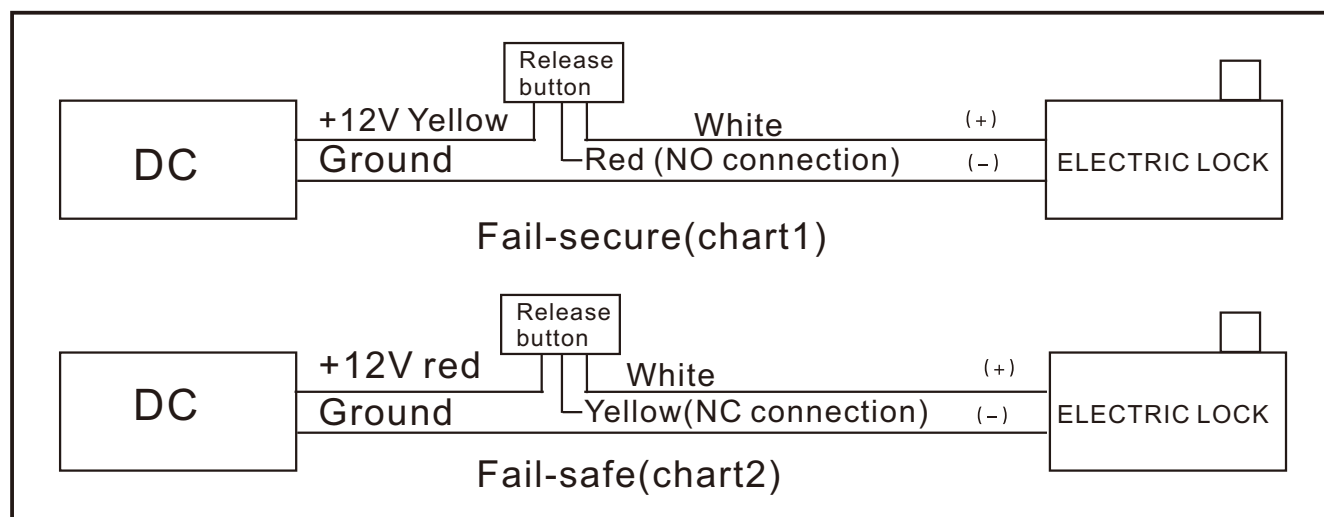 Release
button
+12V Yellow
White
(+)
DC
Ground
Red (NO connection)
(-)
ELECTRIC LOCK
Fail-secure(chart1)
Release
button
+12V red
White
(+)
DC
Ground
Yellow(NC connection)
(-)
ELECTRIC LOCK
Fail-safe(chart2)